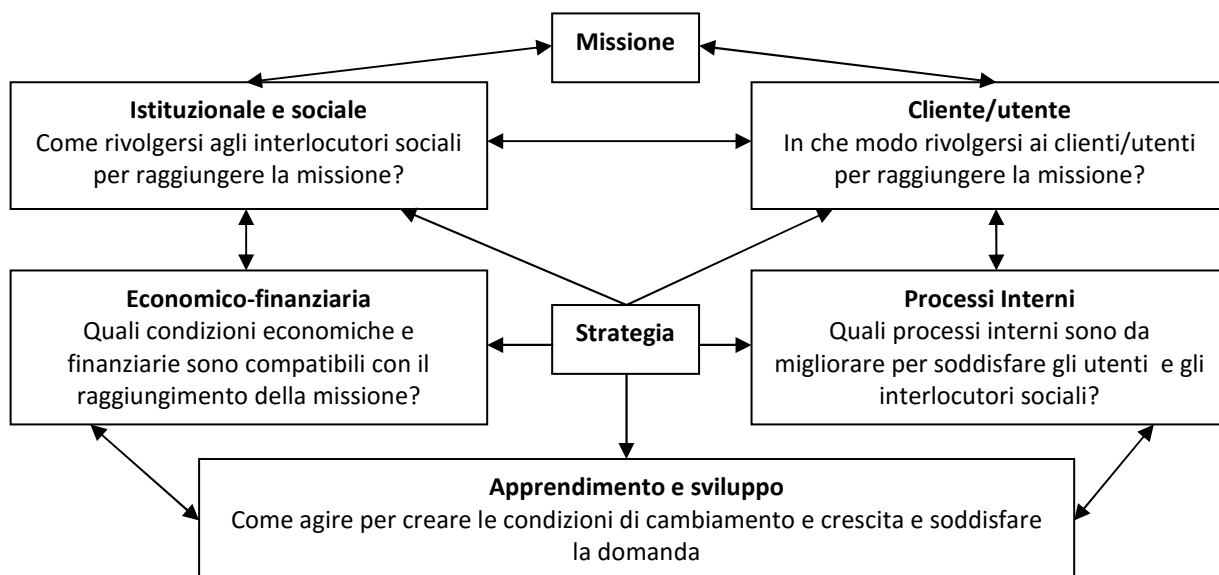 Missione
Istituzionale e sociale
Come rivolgersi agli interlocutori sociali
per raggiungere la missione?
Cliente/utente
In che modo rivolgersi ai clienti/utenti
per raggiungere la missione?
Economico-finanziaria
Quali condizioni economiche e
finanziarie sono compatibili con il
raggiungimento della missione?
Strategia
Processi Interni
Quali processi interni sono da
migliorare per soddisfare gli utenti  e gli
interlocutori sociali?
Apprendimento e sviluppo
Come agire per creare le condizioni di cambiamento e crescita e soddisfare
la domanda